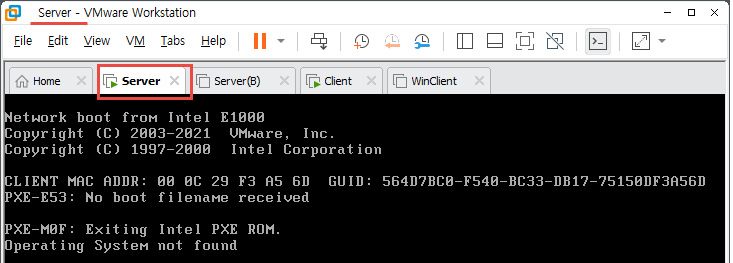 Server - VMware Workstation
File Edit View VM Tabs Help
Home Server Server(B) Client WinClient
Network boot from Intel E1000
Copyright (C) 2003-2021  VMware, Inc.
Copyright (C) 1997-2000  Intel Corporation
CLIENT MAC ADDR: 00 0C 29 F3 A5 6D  GUID: 564D7BC0-F540-BC33-DB17-75150DF3A56D
PXE-E53: No boot filename received
PXE-M0F: Exiting Intel PXE ROM.
Operating System not found